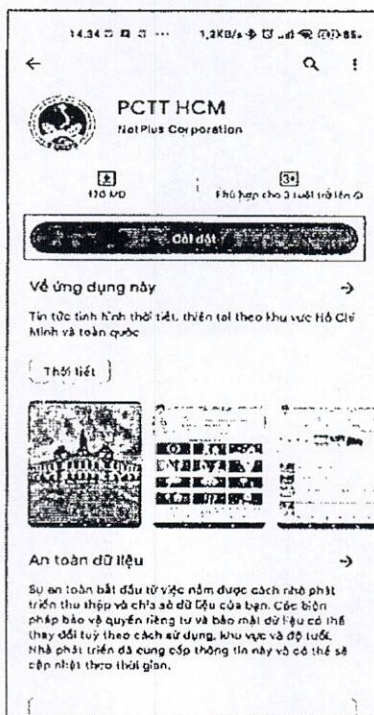 14.34 ... 1,2KB/s 85
PCTT HCM
NotPlus Corporation
3+
MB
Phù hợp cho 3 tuổi trở lên
Cài đặt
Về ứng dụng này
Tin tức tình hình thời tiết, thiên tai theo khu vực Hồ Chí
Minh và toàn quốc
Thời tiết
An toàn dữ liệu
Sự an toàn bắt đầu từ việc nắm được cách nhà phát
triển thu thập và chia sẻ dữ liệu của bạn. Các biện
pháp bảo vệ quyền riêng tư và bảo mật dữ liệu có thể
thay đổi tuỳ theo cách sử dụng, khu vực và độ tuổi.
Nhà phát triển đã cung cấp thông tin này và có thể sẽ
cập nhật theo thời gian.